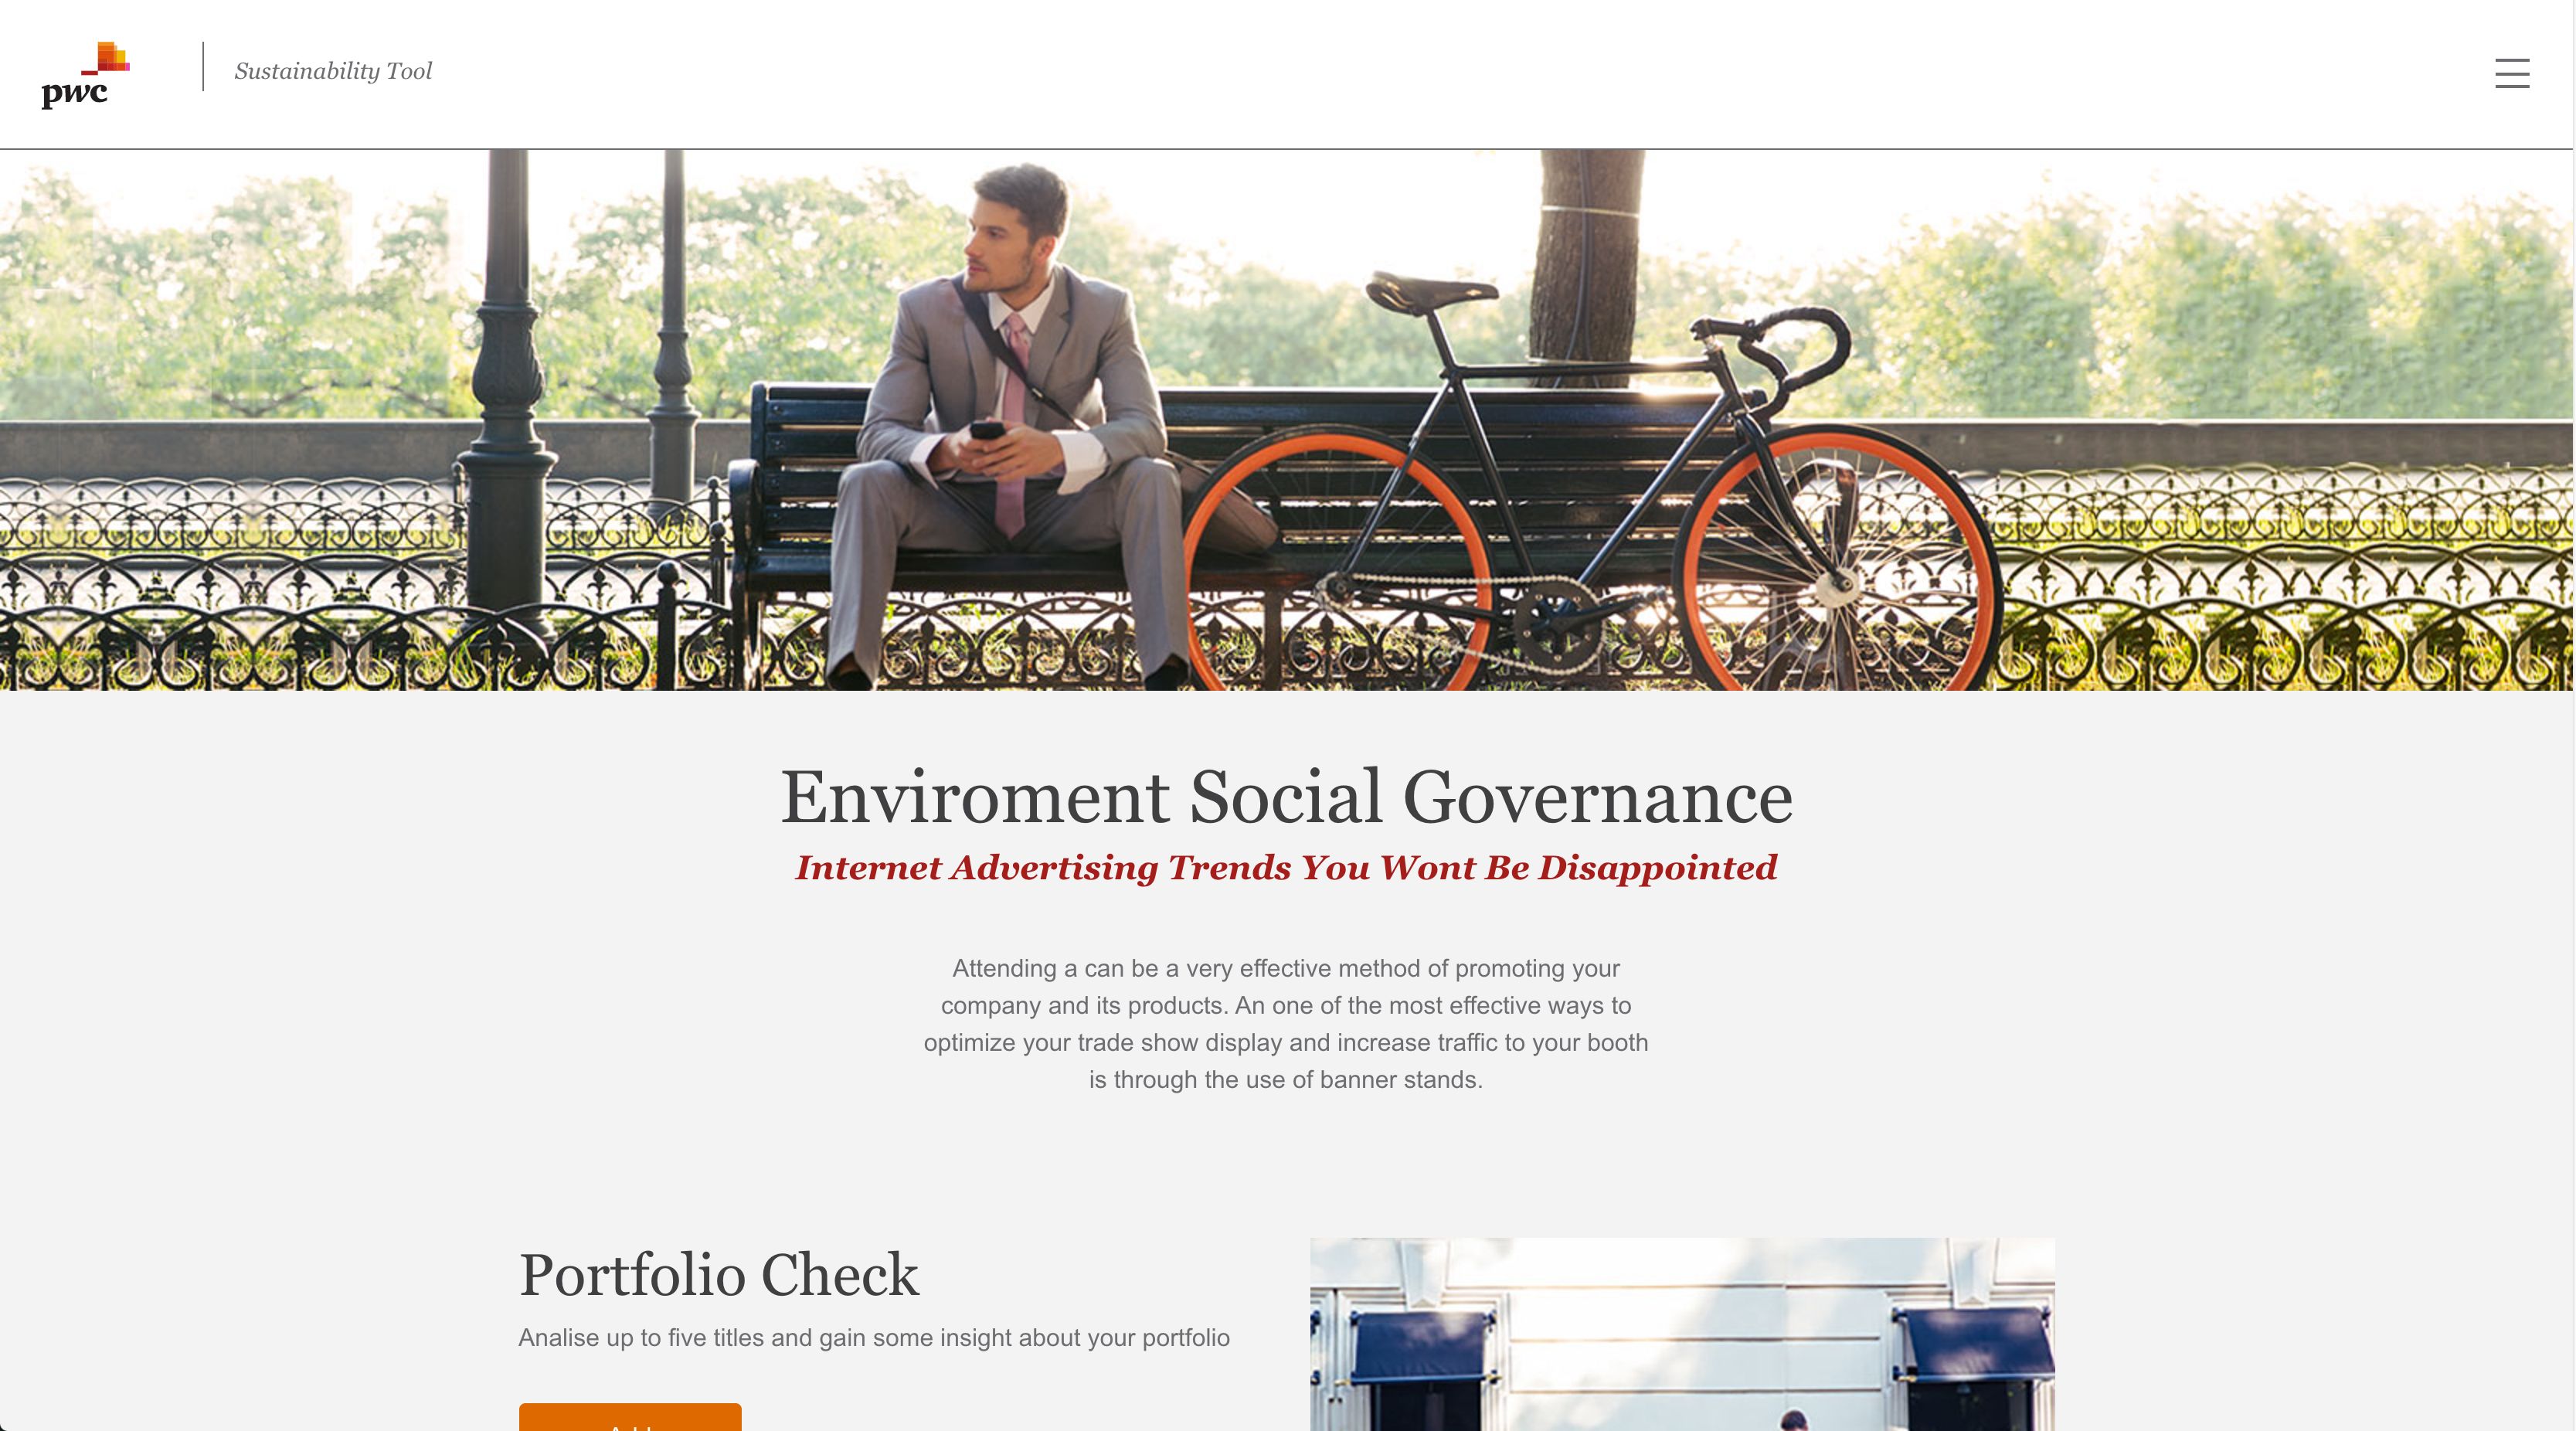 pwc
Sustainability Tool
Enviroment Social Governance
Internet Advertising Trends You Wont Be Disappointed
Attending a can be a very effective method of promoting your
company and its products. An one of the most effective ways to
optimize your trade show display and increase traffic to your booth
is through the use of banner stands.
Portfolio Check
Analise up to five titles and gain some insight about your portfolio